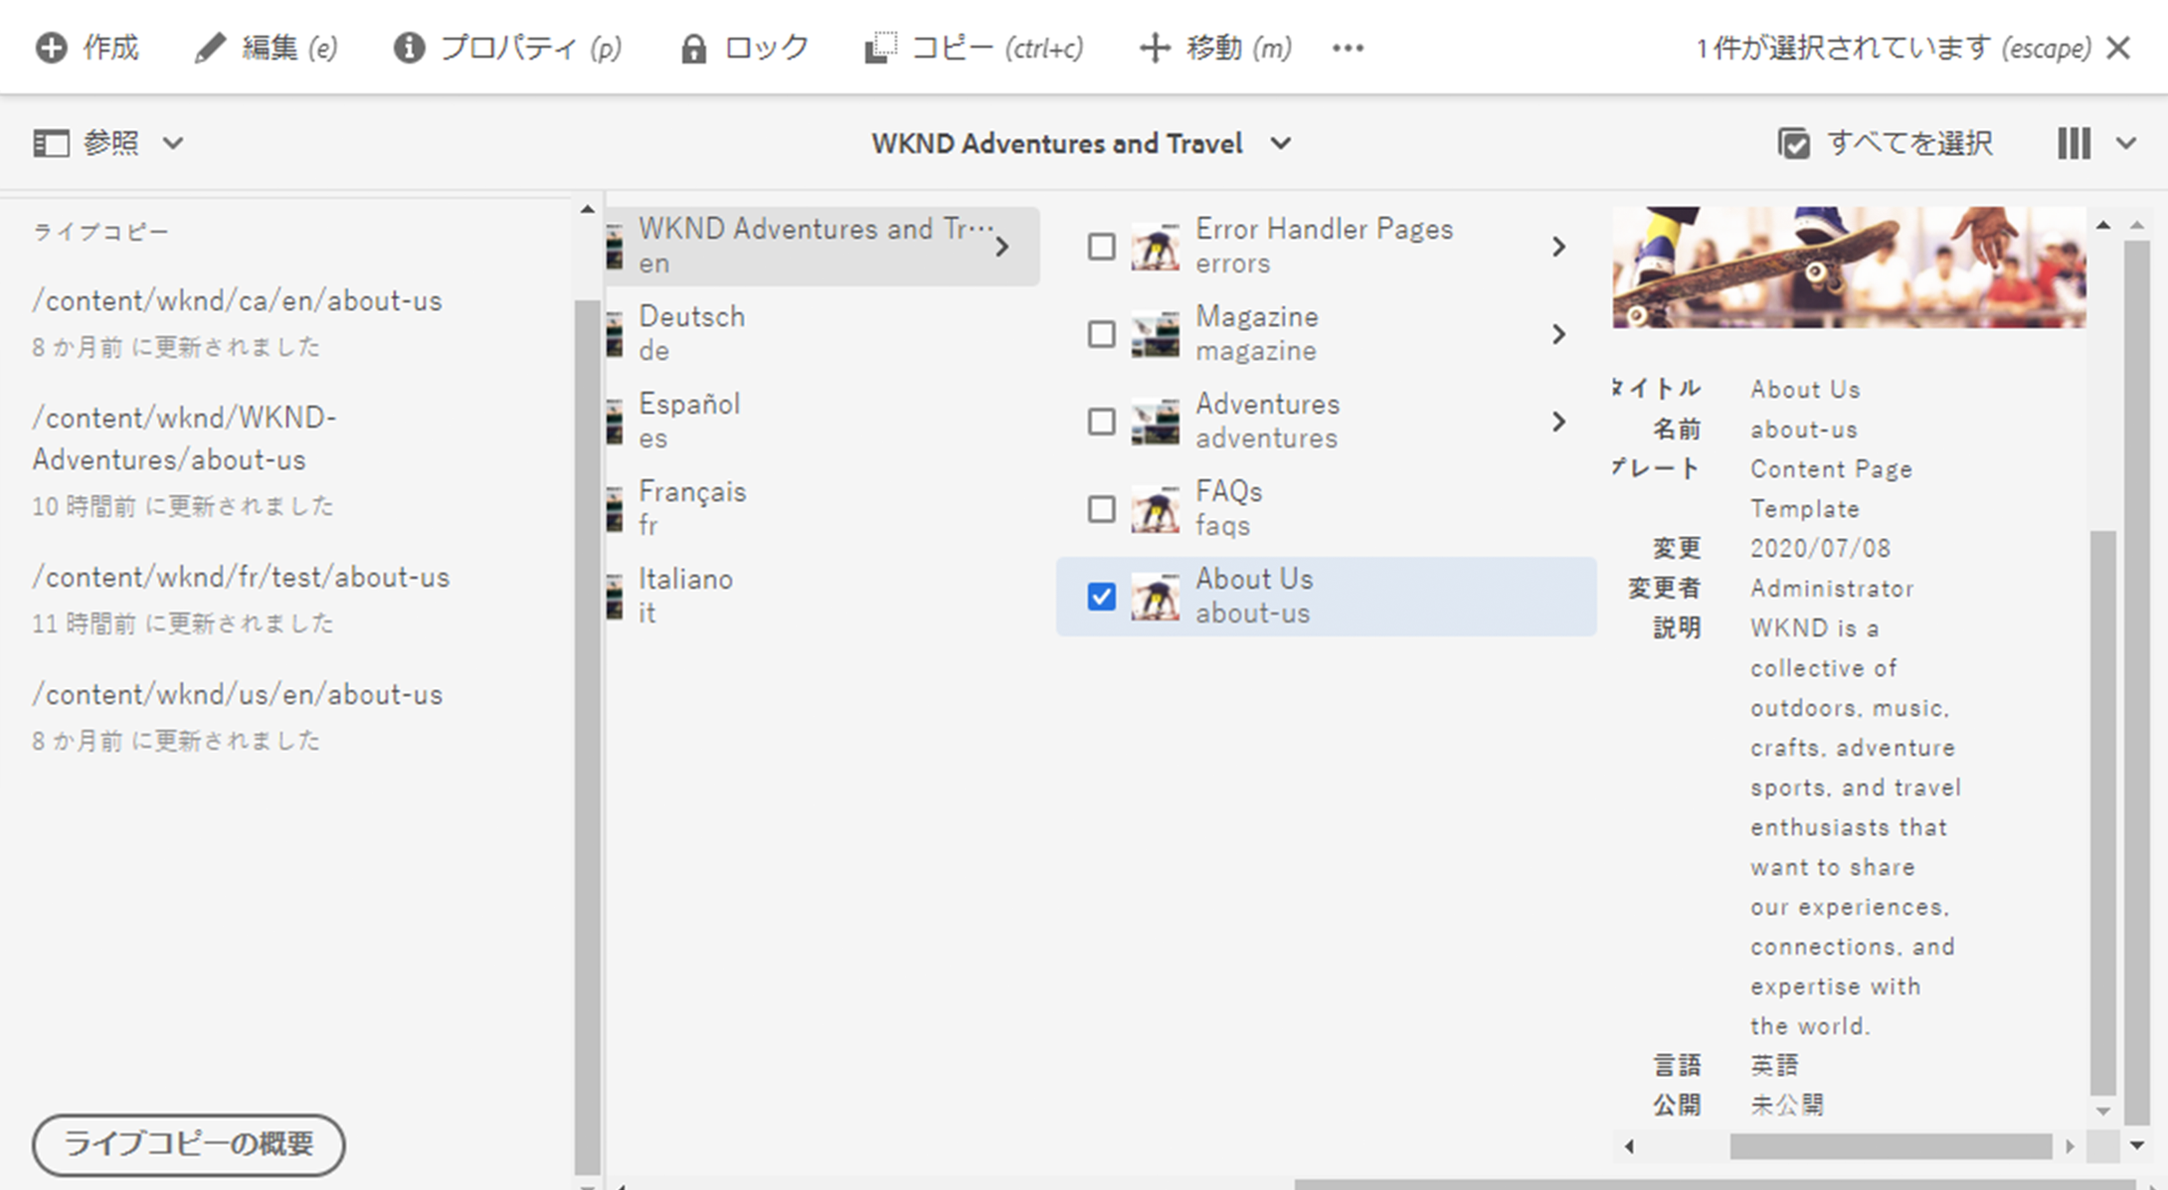 作成 編集 (e) プロパティ (p) ロック コピー (ctrl+c) 移動 (m) 1 件が選択されています (escape)
参照 WKND Adventures and Travel すべてを選択
ライブコピー
/content/wknd/ca/en/about-us
8 か月前 に更新されました
/content/wknd/WKND-
Adventures/about-us
10 時間前 に更新されました
/content/wknd/fr/test/about-us
11 時間前 に更新されました
/content/wknd/us/en/about-us
8 か月前 に更新されました
ライブコピーの概要
WKND Adventures and Tr…
en
Deutsch
de
Español
es
Français
fr
Italiano
it
Error Handler Pages
errors
Magazine
magazine
Adventures
adventures
FAQs
faqs
About Us
about-us
タイトル About Us
名前 about-us
プレート Content Page
Template
変更 2020/07/08
変更者 Administrator
説明 WKND is a
collective of
outdoors, music,
crafts, adventure
sports, and travel
enthusiasts that
want to share
our experiences,
connections, and
expertise with
the world.
言語 英語
公開 未公開